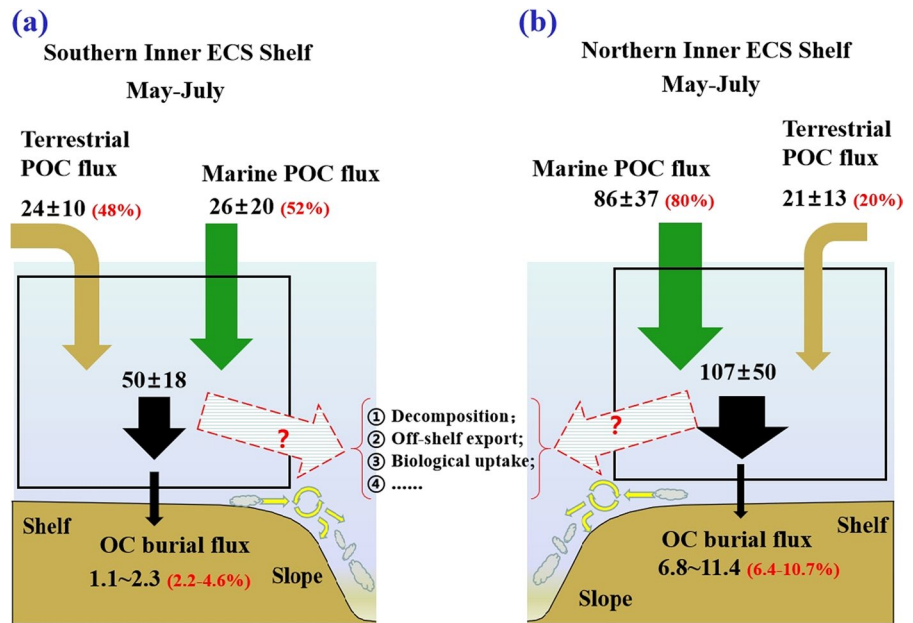 (a)
Southern Inner ECS Shelf
May-July
Terrestrial
POC flux
24±10 (48%)
Marine POC flux
26±20 (52%)
50±18
?
Shelf
OC burial flux
1.1~2.3 (2.2-4.6%)
Slope
① Decomposition;
② Off-shelf export;
③ Biological uptake;
④ ......
(b)
Northern Inner ECS Shelf
May-July
Marine POC flux
86±37 (80%)
Terrestrial
POC flux
21±13 (20%)
107±50
?
Shelf
OC burial flux
6.8~11.4 (6.4-10.7%)
Slope